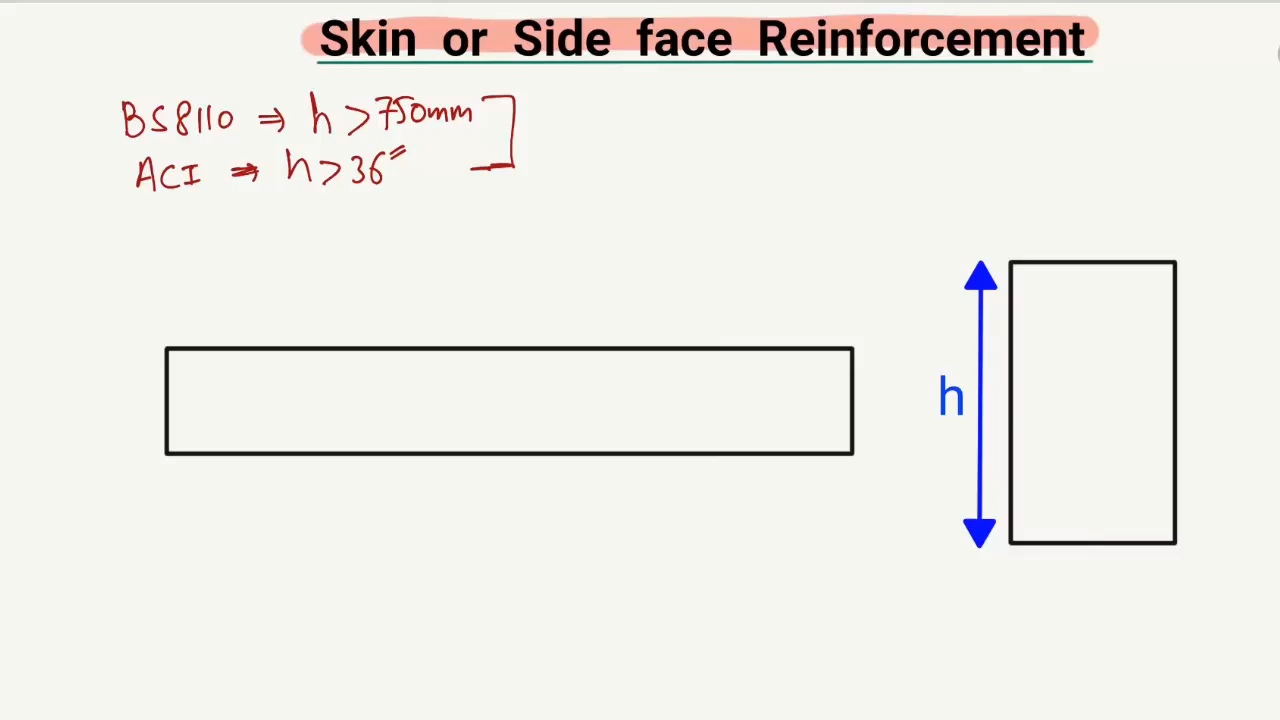 Skin or Side face Reinforcement
BS8110 ⇒ h > 750mm
ACI ⇒ h > 36"
h